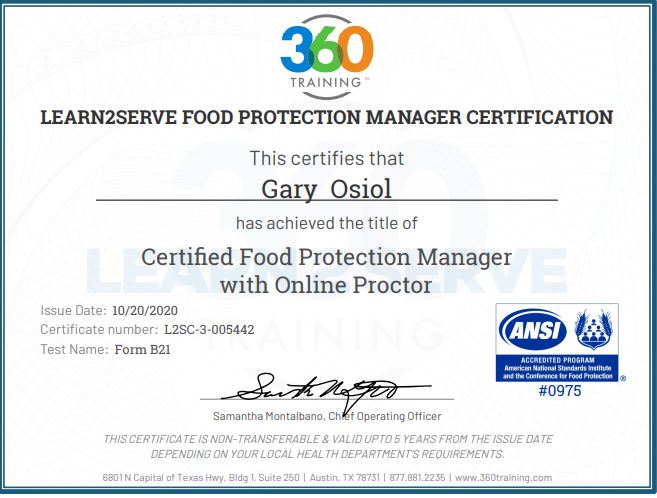 360
TRAINING™
LEARN2SERVE FOOD PROTECTION MANAGER CERTIFICATION
This certifies that
Gary Osiol
has achieved the title of
Certified Food Protection Manager
with Online Proctor
360
LEARN2SERVE
TRAINING
Issue Date: 10/20/2020
Certificate number: L2SC-3-005442
Test Name: Form B21
ANSI
ACCREDITED PROGRAM
American National Standards Institute
and the Conference for Food Protection
®
#0975
Samantha Montalbano, Chief Operating Officer
THIS CERTIFICATE IS NON-TRANSFERABLE & VALID UPTO 5 YEARS FROM THE ISSUE DATE
DEPENDING ON YOUR LOCAL HEALTH DEPARTMENT'S REQUIREMENTS.
6801 N Capital of Texas Hwy, Bldg 1, Suite 250 | Austin, TX 78731 | 877.881.2235 | www.360training.com